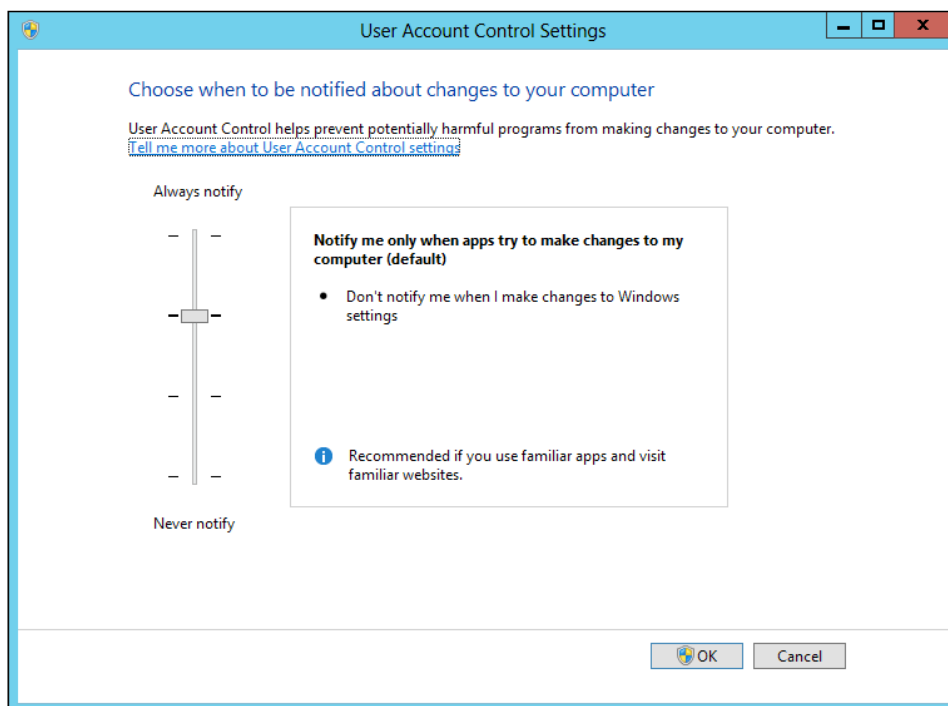 User Account Control Settings
Choose when to be notified about changes to your computer
User Account Control helps prevent potentially harmful programs from making changes to your computer.
Tell me more about User Account Control settings
Always notify
Notify me only when apps try to make changes to my
computer (default)
• Don't notify me when I make changes to Windows
settings
Recommended if you use familiar apps and visit
familiar websites.
Never notify
OK
Cancel